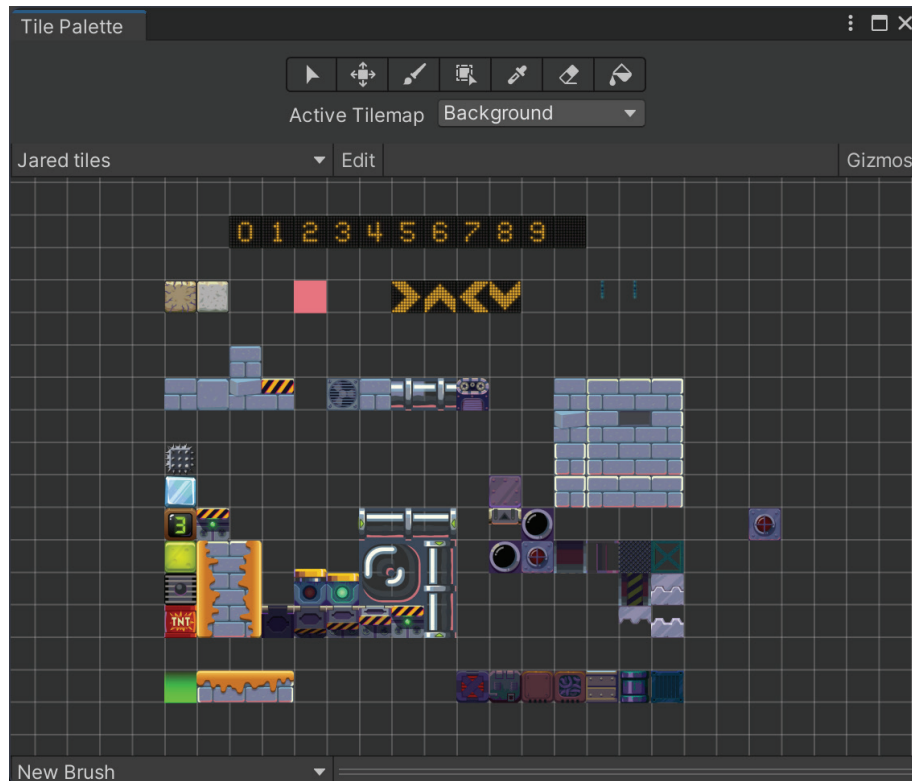 Tile Palette
Active Tilemap Background
Jared tiles Edit Gizmos
0 1 2 3 4 5 6 7 8 9
3
TNT
New Brush